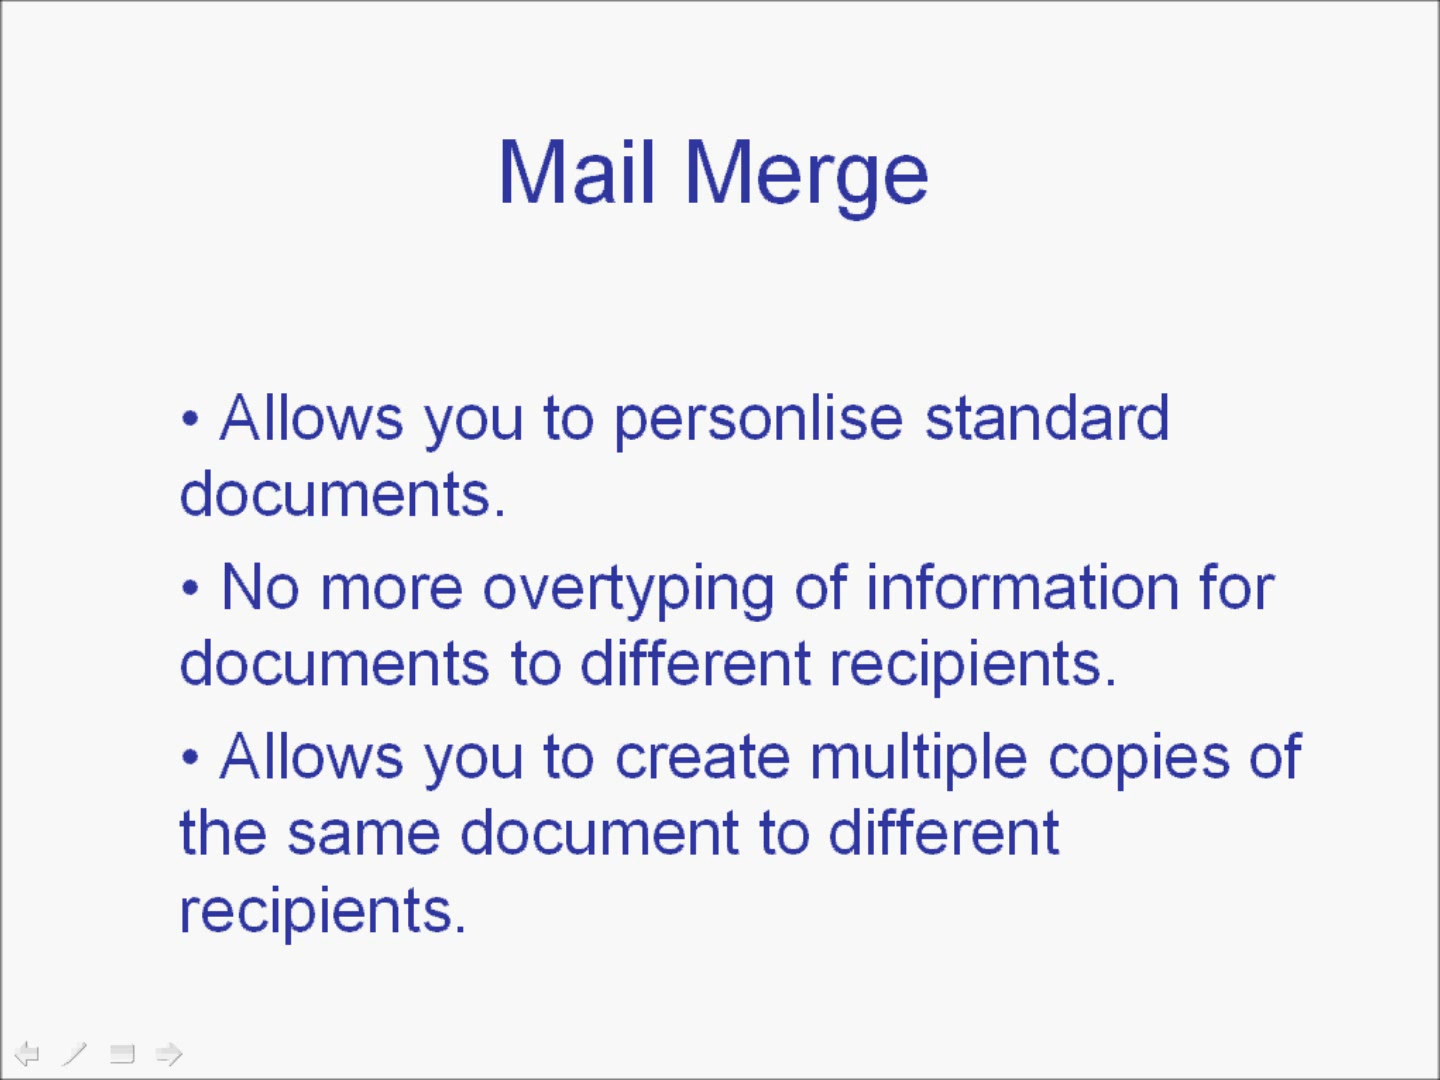 Mail Merge
• Allows you to personlise standard
documents.
• No more overtyping of information for
documents to different recipients.
• Allows you to create multiple copies of
the same document to different
recipients.